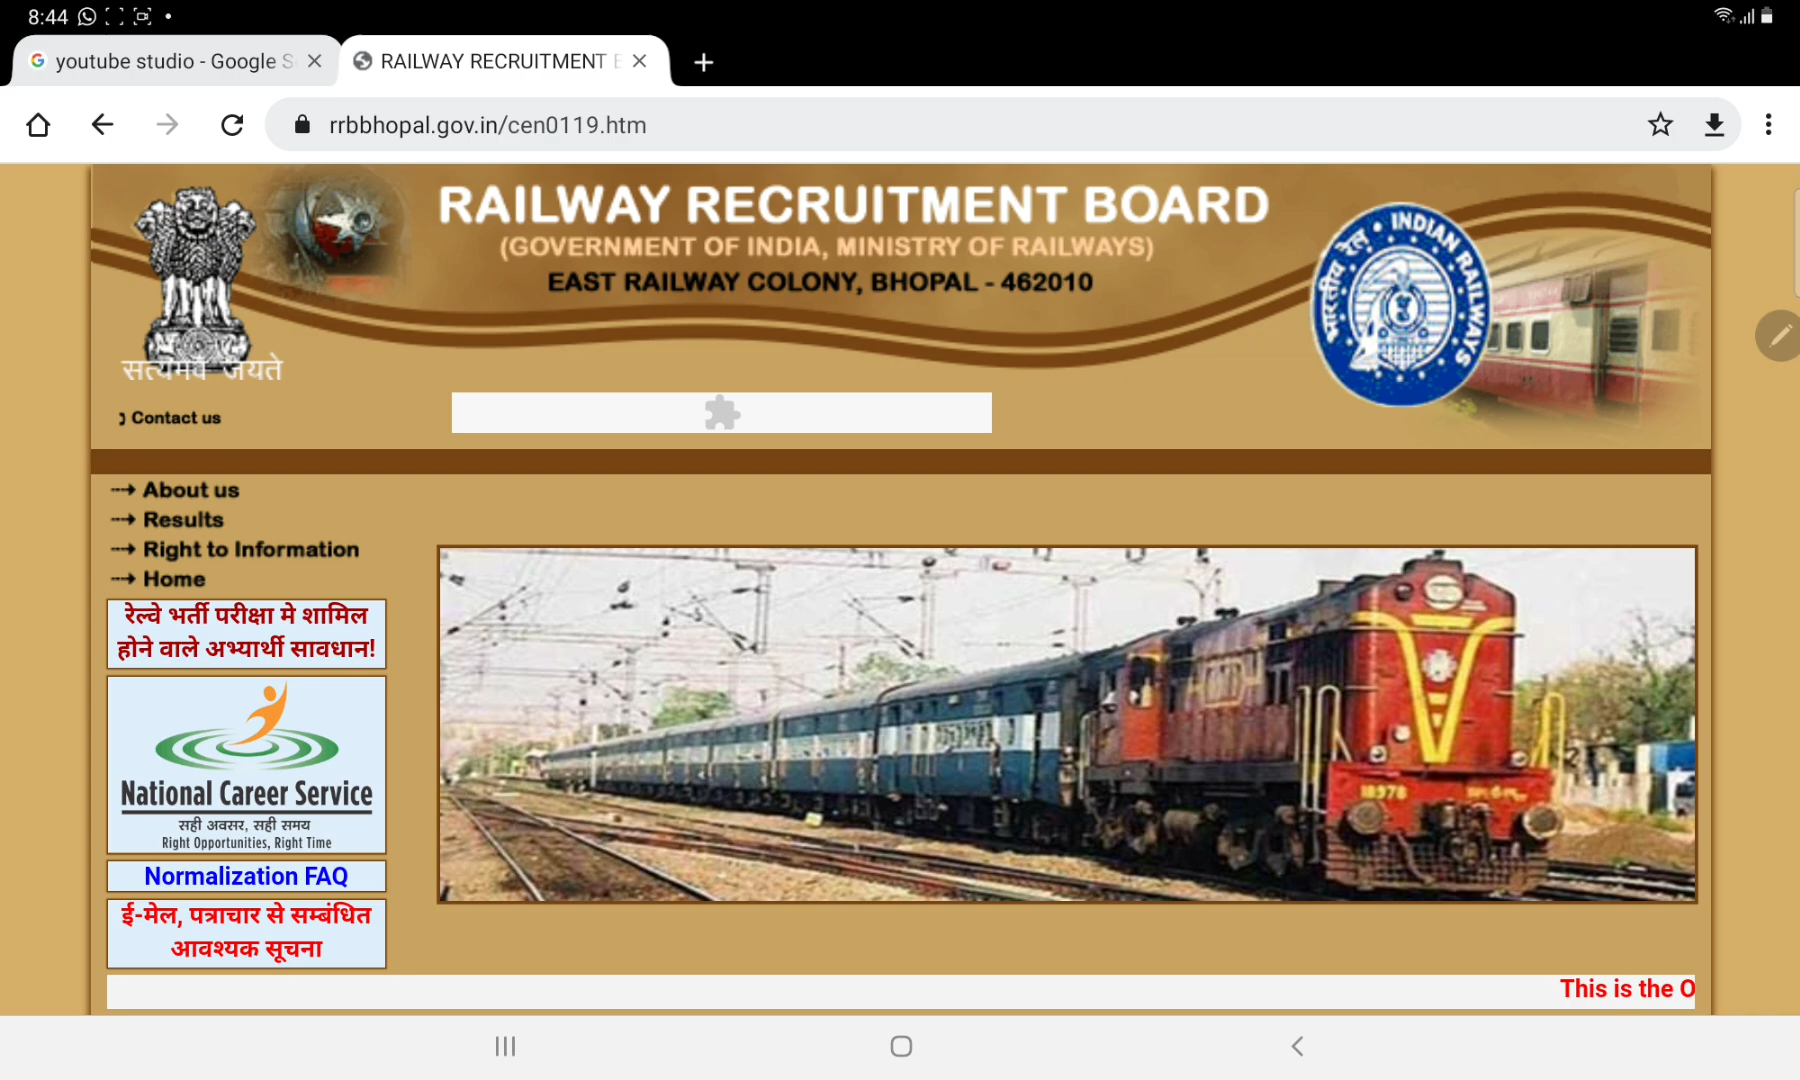 8:44
youtube studio - Google S
RAILWAY RECRUITMENT B
rrbbhopal.gov.in/cen0119.htm
RAILWAY RECRUITMENT BOARD
(GOVERNMENT OF INDIA, MINISTRY OF RAILWAYS)
EAST RAILWAY COLONY, BHOPAL - 462010
सत्यमेव जयते
भारतीय रेल • INDIAN RAILWAYS
Contact us
About us
Results
Right to Information
Home
रेल्वे भर्ती परीक्षा मे शामिल
होने वाले अभ्यार्थी सावधान!
National Career Service
सही अवसर, सही समय
Right Opportunities, Right Time
Normalization FAQ
ई-मेल, पत्राचार से सम्बंधित
आवश्यक सूचना
This is the O